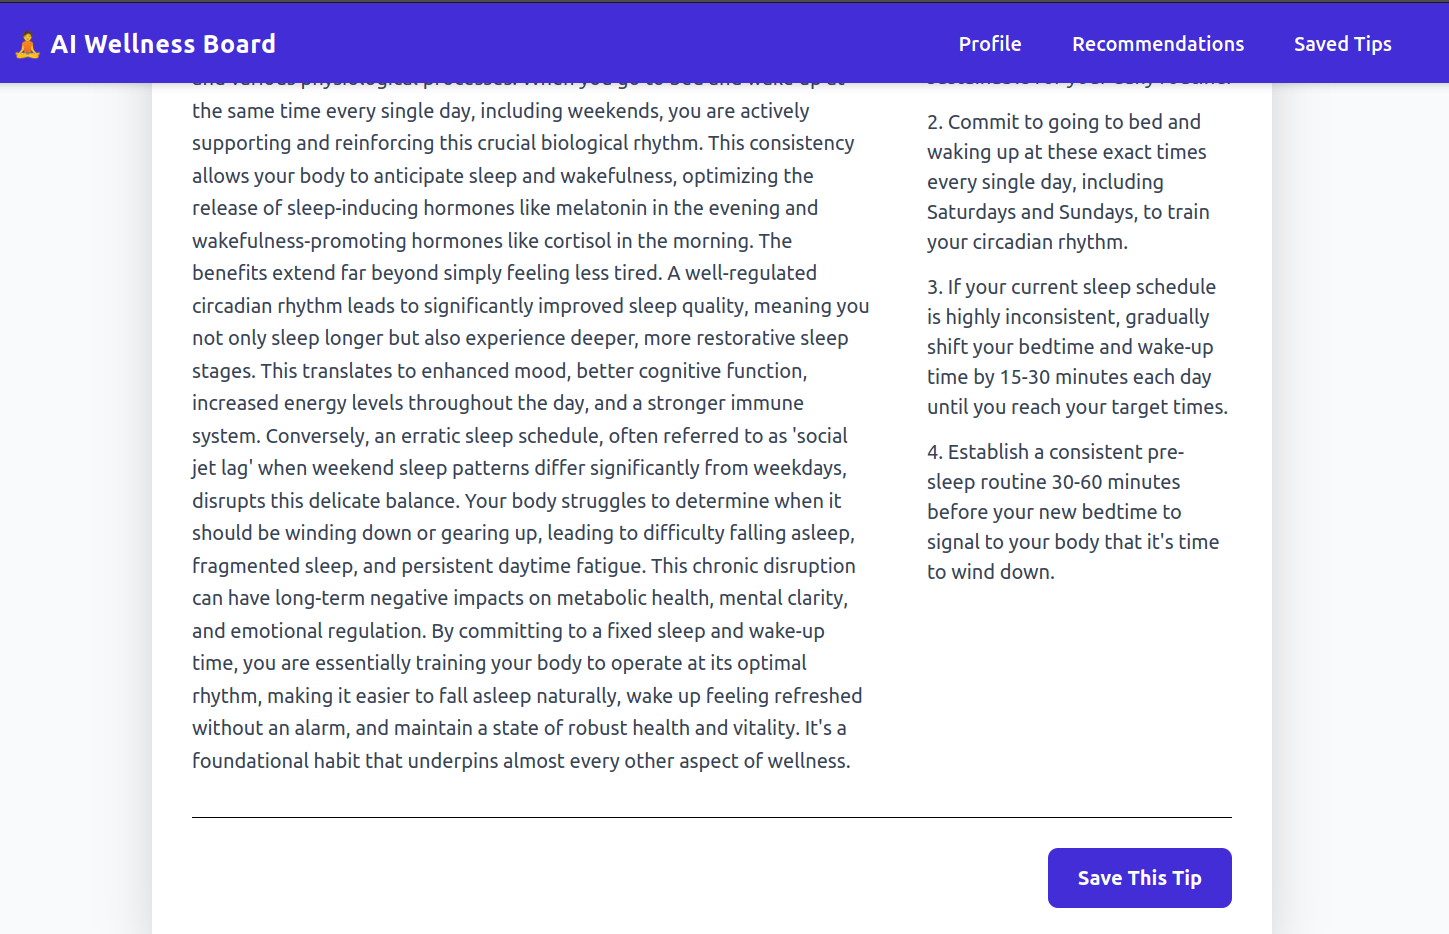 AI Wellness Board
Profile
Recommendations
Saved Tips
the same time every single day, including weekends, you are actively
supporting and reinforcing this crucial biological rhythm. This consistency
allows your body to anticipate sleep and wakefulness, optimizing the
release of sleep-inducing hormones like melatonin in the evening and
wakefulness-promoting hormones like cortisol in the morning. The
benefits extend far beyond simply feeling less tired. A well-regulated
circadian rhythm leads to significantly improved sleep quality, meaning you
not only sleep longer but also experience deeper, more restorative sleep
stages. This translates to enhanced mood, better cognitive function,
increased energy levels throughout the day, and a stronger immune
system. Conversely, an erratic sleep schedule, often referred to as 'social
jet lag' when weekend sleep patterns differ significantly from weekdays,
disrupts this delicate balance. Your body struggles to determine when it
should be winding down or gearing up, leading to difficulty falling asleep,
fragmented sleep, and persistent daytime fatigue. This chronic disruption
can have long-term negative impacts on metabolic health, mental clarity,
and emotional regulation. By committing to a fixed sleep and wake-up
time, you are essentially training your body to operate at its optimal
rhythm, making it easier to fall asleep naturally, wake up feeling refreshed
without an alarm, and maintain a state of robust health and vitality. It's a
foundational habit that underpins almost every other aspect of wellness.
2. Commit to going to bed and
waking up at these exact times
every single day, including
Saturdays and Sundays, to train
your circadian rhythm.
3. If your current sleep schedule
is highly inconsistent, gradually
shift your bedtime and wake-up
time by 15-30 minutes each day
until you reach your target times.
4. Establish a consistent pre-
sleep routine 30-60 minutes
before your new bedtime to
signal to your body that it's time
to wind down.
Save This Tip